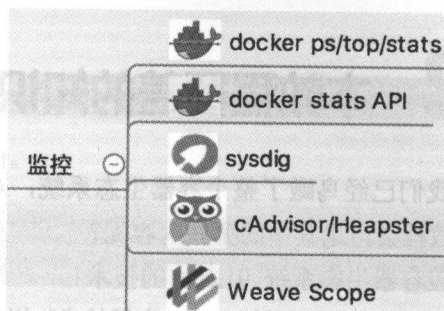 docker ps/top/stats
docker stats API
监控
sysdig
cAdvisor/Heapster
Weave Scope